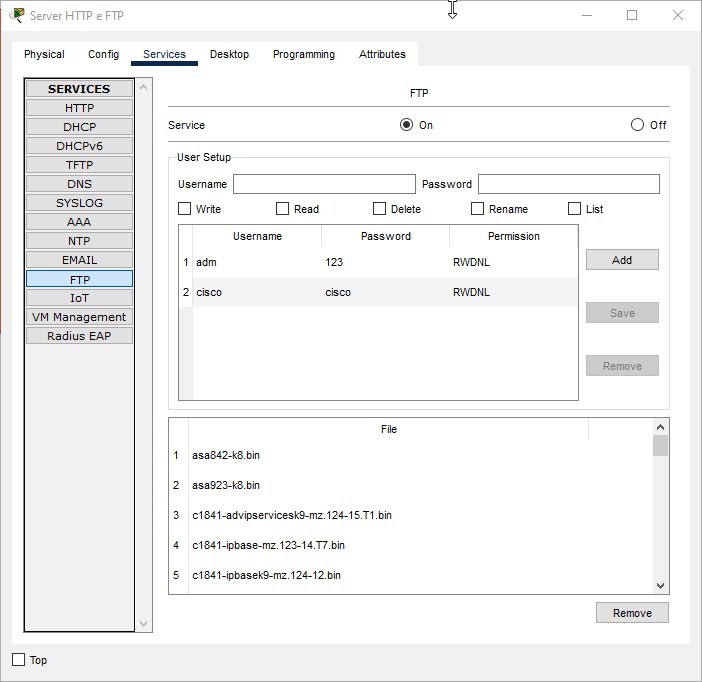 Server HTTP e FTP
Physical Config Services Desktop Programming Attributes
SERVICES
HTTP
DHCP
DHCPv6
TFTP
DNS
SYSLOG
AAA
NTP
EMAIL
FTP
IoT
VM Management
Radius EAP
FTP
Service On Off
User Setup
Username Password
Write Read Delete Rename List
Username Password Permission
1 adm 123 RWDNL
2 cisco cisco RWDNL
Add
Save
Remove
File
1 asa842-k8.bin
2 asa923-k8.bin
3 c1841-advipservicesk9-mz.124-15.T1.bin
4 c1841-ipbase-mz.123-14.T7.bin
5 c1841-ipbasek9-mz.124-12.bin
Remove
Top